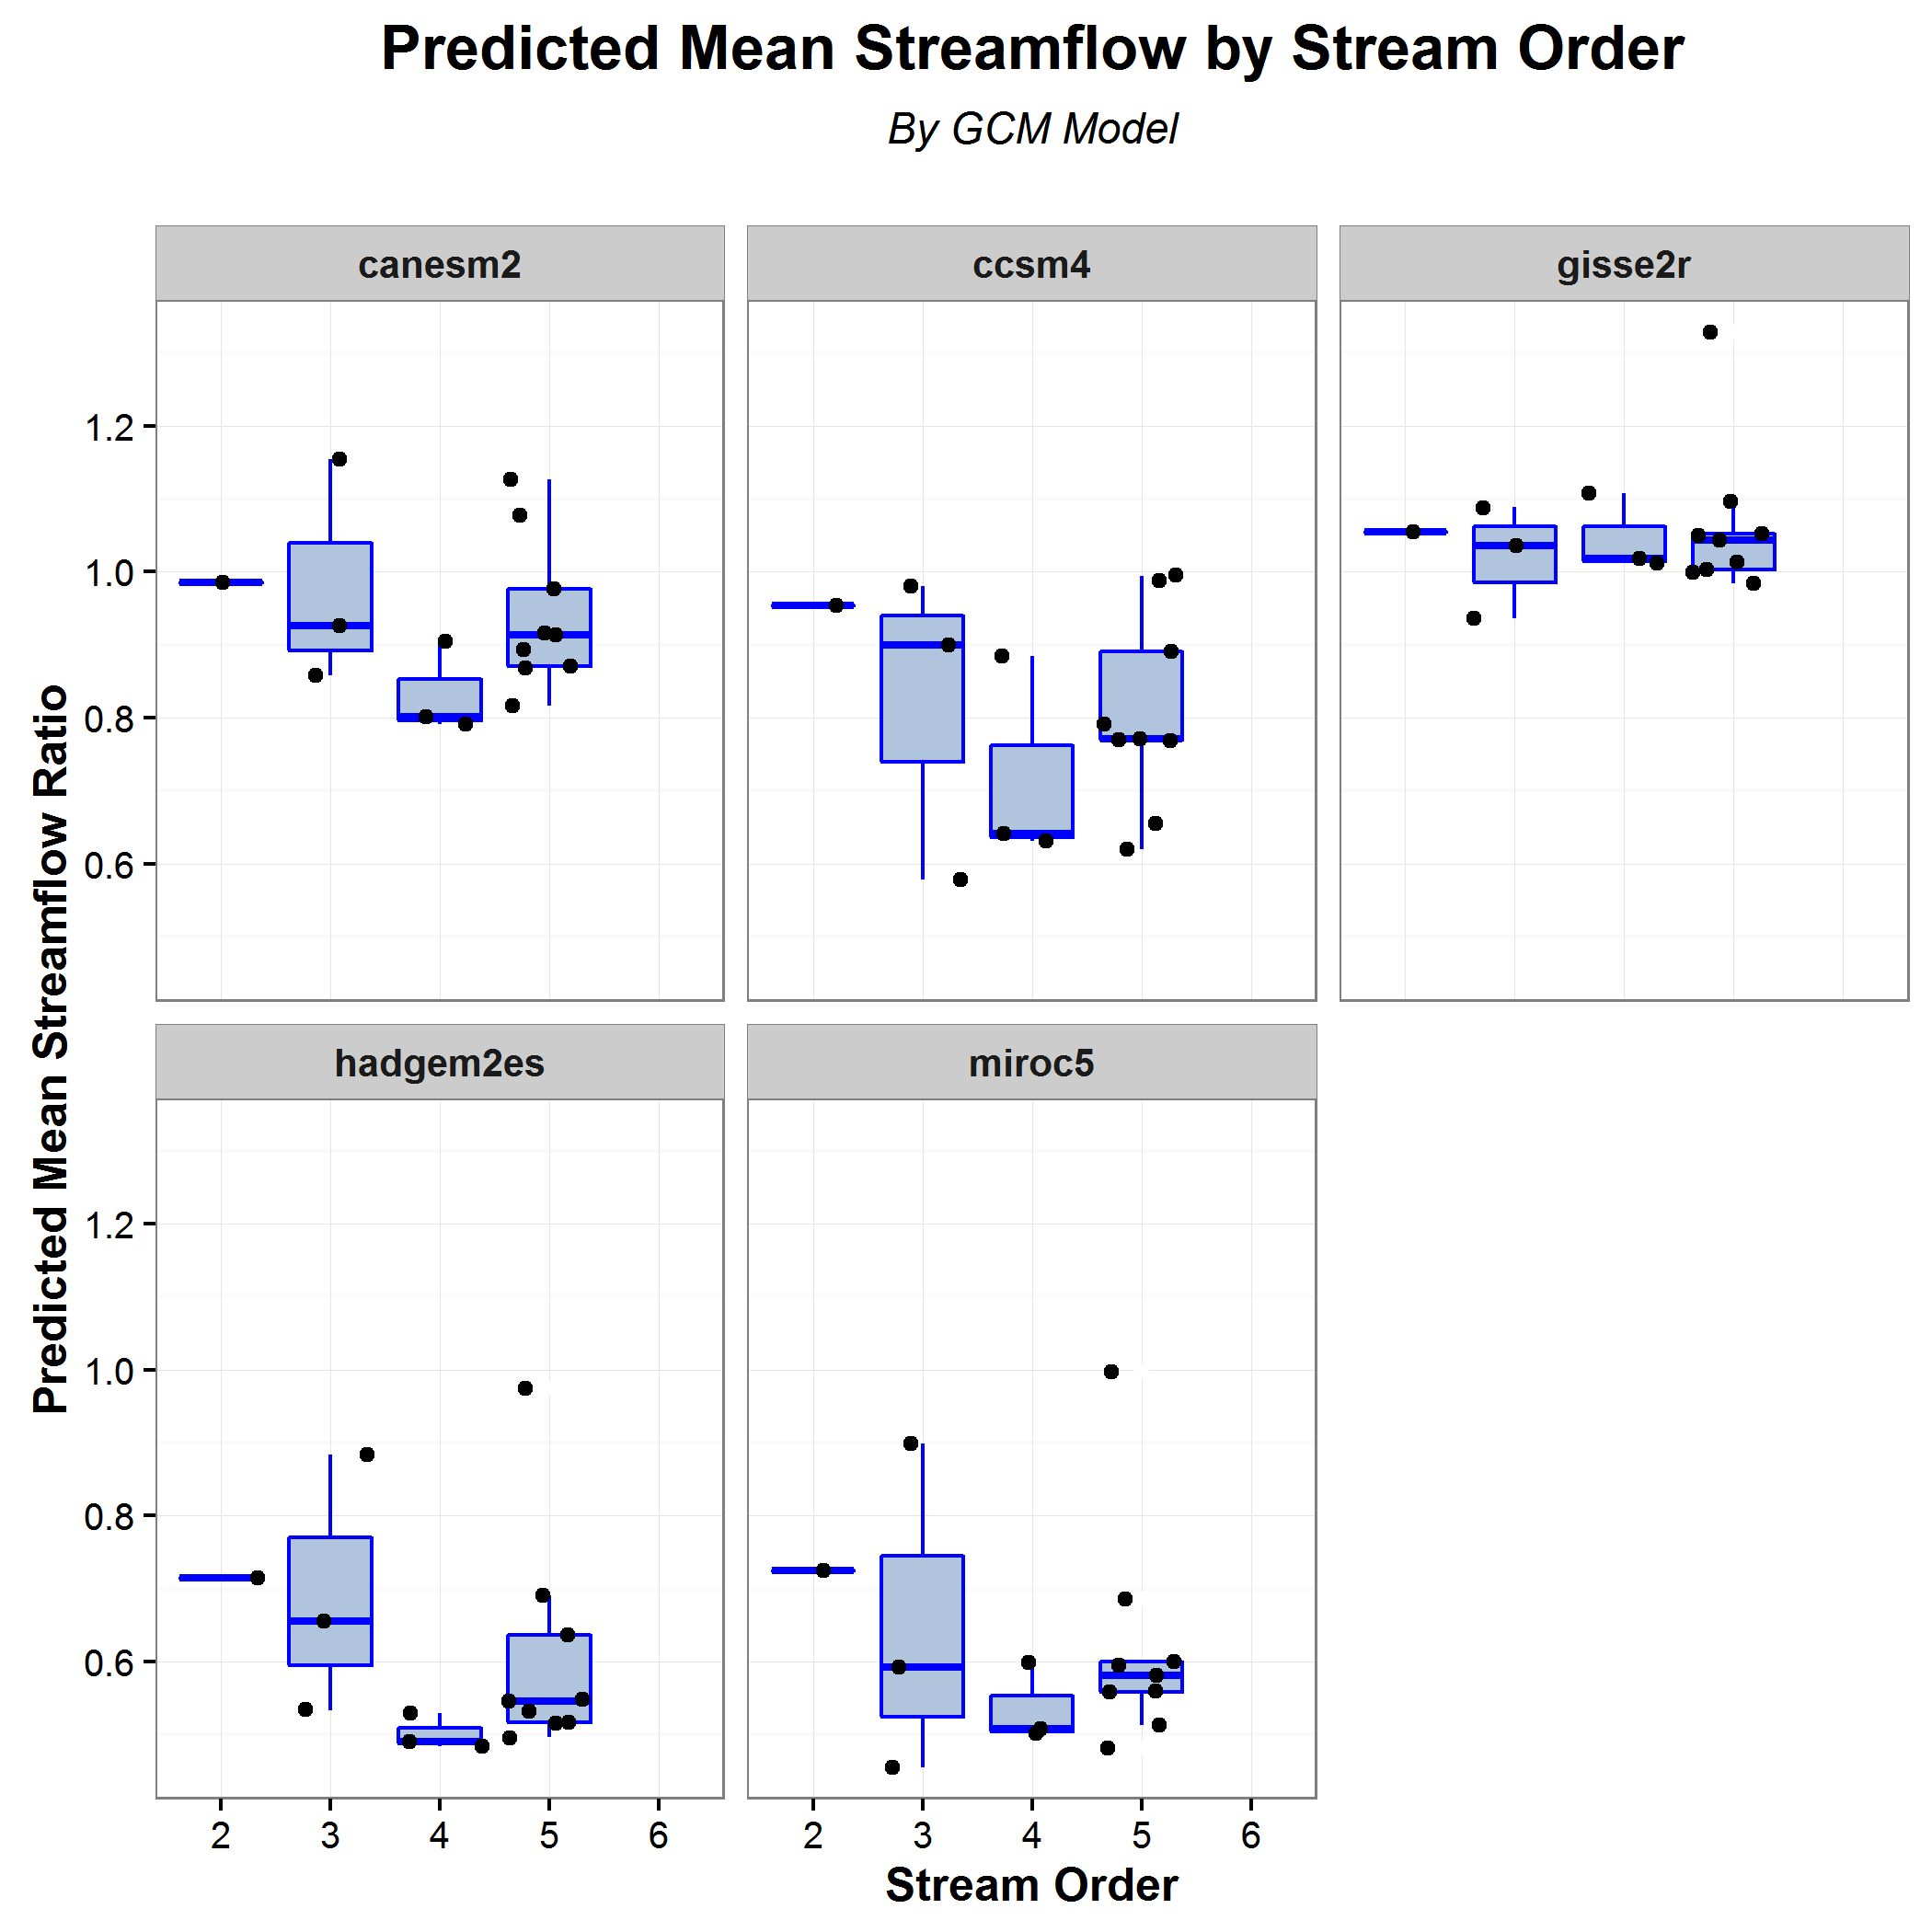 Predicted Mean Streamflow by Stream Order
By GCM Model
canesm2
ccsm4
gisse2r
1.2
1.0
0.8
0.6
Predicted Mean Streamflow Ratio
hadgem2es
miroc5
1.2
1.0
0.8
0.6
2 3 4 5 6
2 3 4 5 6
Stream Order